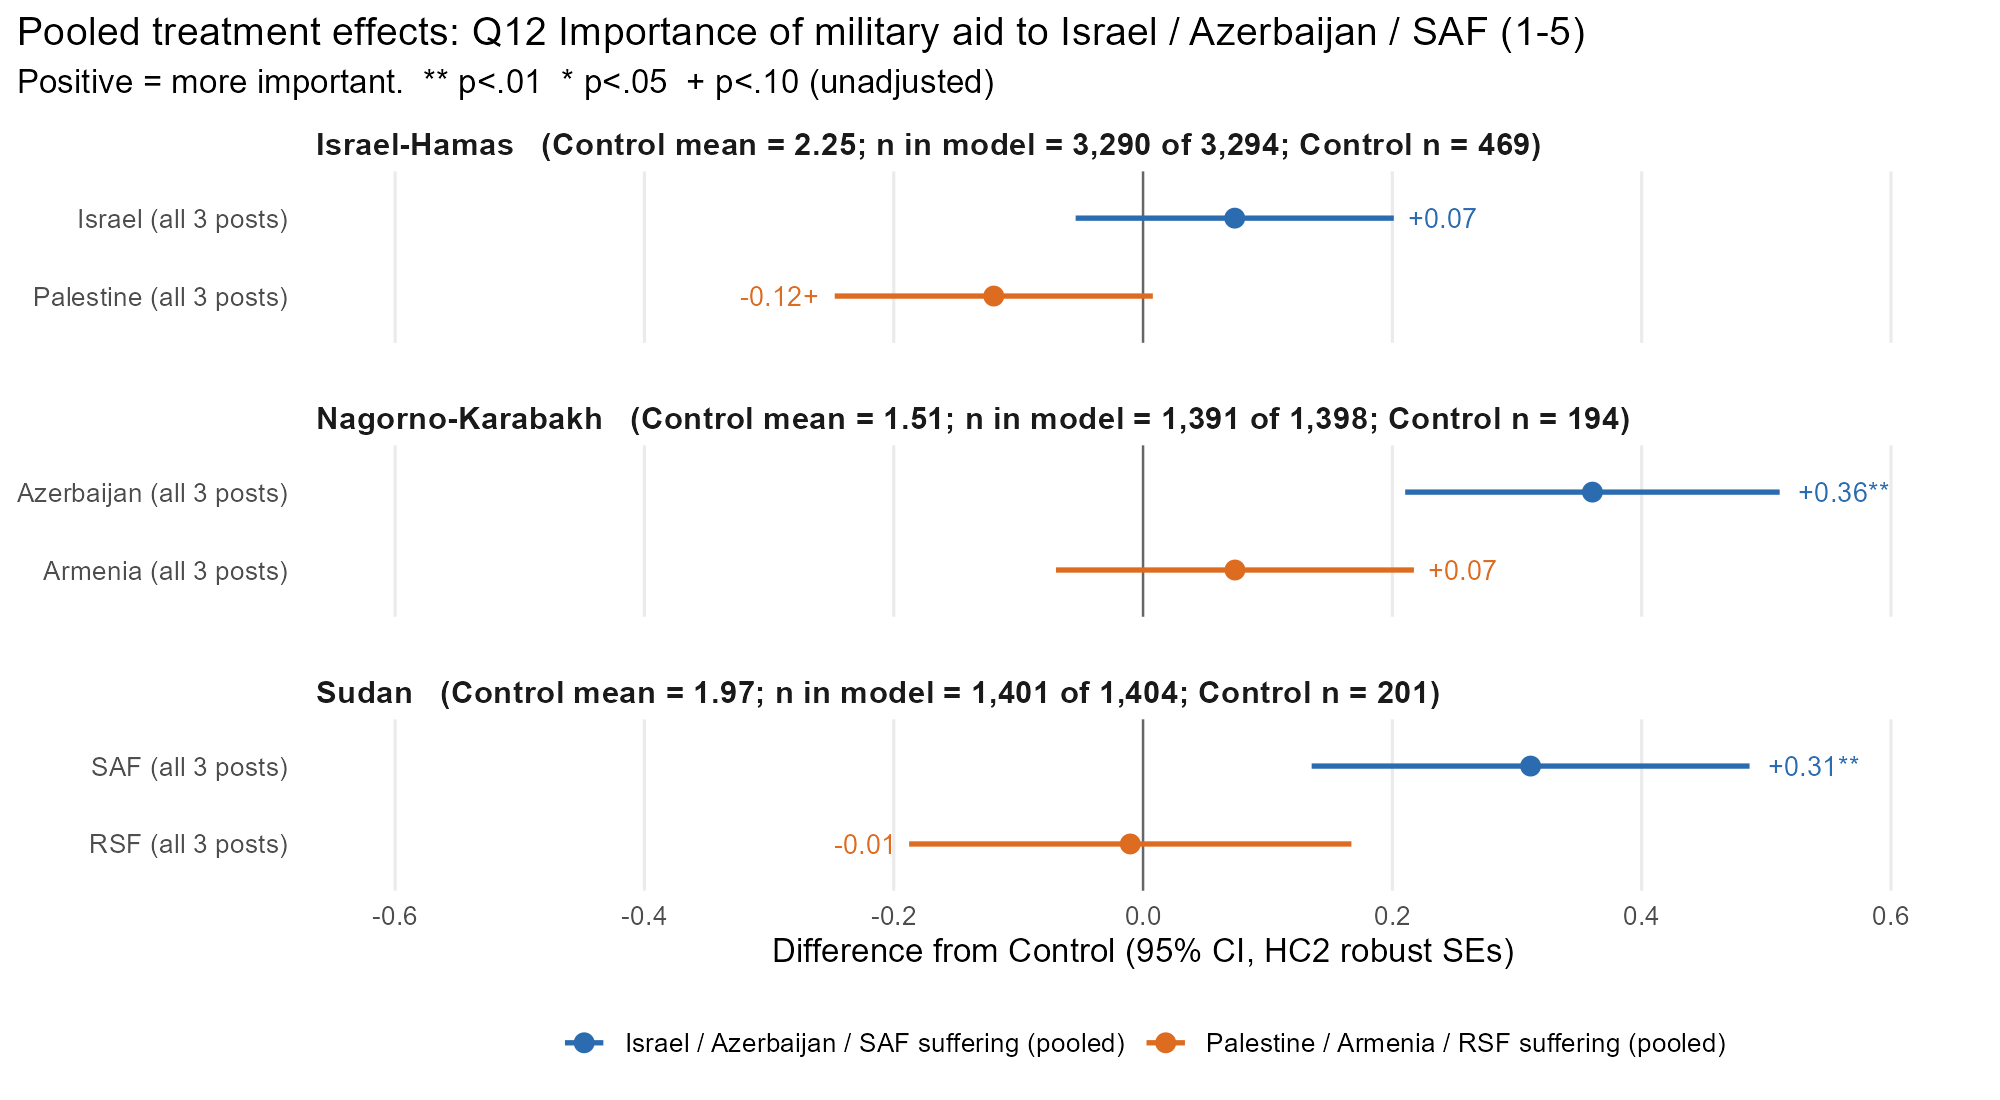 Pooled treatment effects: Q12 Importance of military aid to Israel / Azerbaijan / SAF (1-5)
Positive = more important.  ** p<.01  * p<.05  + p<.10 (unadjusted)
Israel-Hamas   (Control mean = 2.25; n in model = 3,290 of 3,294; Control n = 469)
Israel (all 3 posts)
+0.07
Palestine (all 3 posts)
-0.12+
Nagorno-Karabakh   (Control mean = 1.51; n in model = 1,391 of 1,398; Control n = 194)
Azerbaijan (all 3 posts)
+0.36**
Armenia (all 3 posts)
+0.07
Sudan   (Control mean = 1.97; n in model = 1,401 of 1,404; Control n = 201)
SAF (all 3 posts)
+0.31**
RSF (all 3 posts)
-0.01
-0.6 -0.4 -0.2 0.0 0.2 0.4 0.6
Difference from Control (95% CI, HC2 robust SEs)
Israel / Azerbaijan / SAF suffering (pooled) Palestine / Armenia / RSF suffering (pooled)